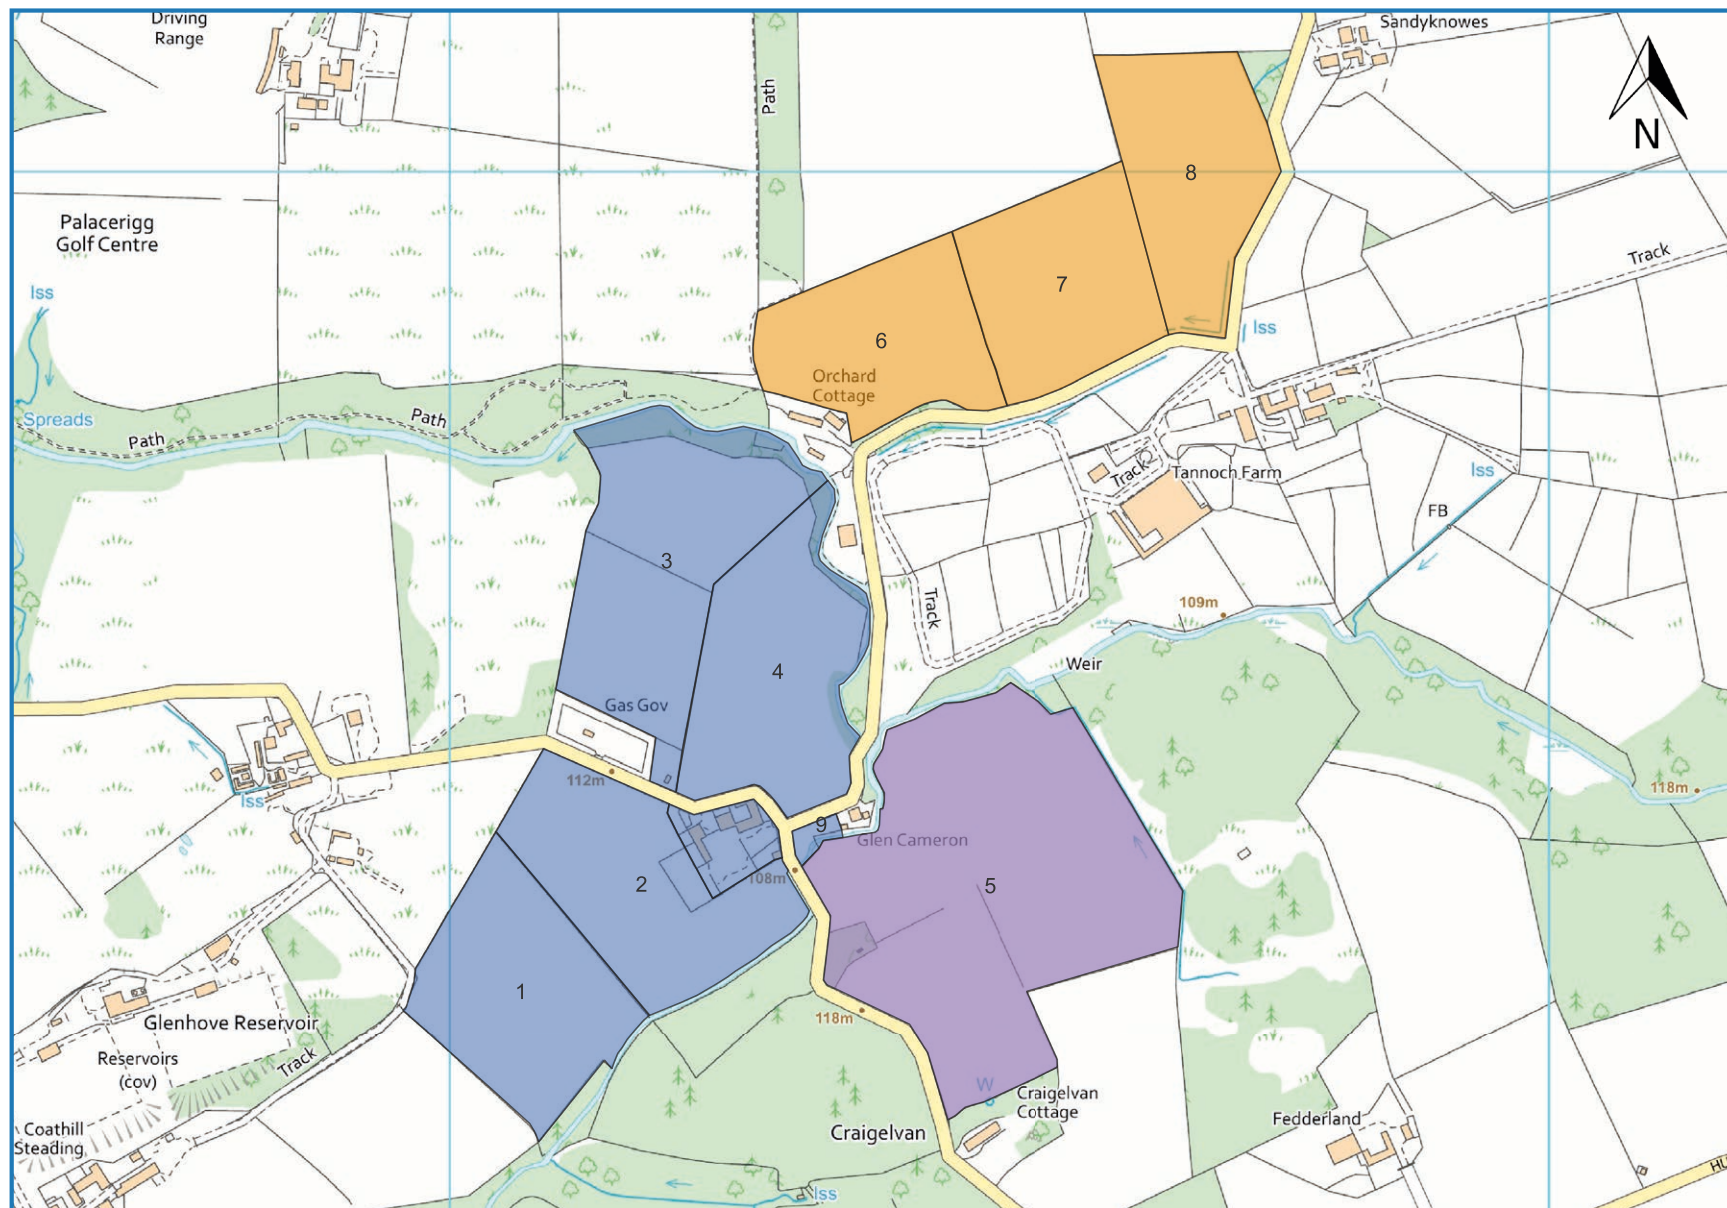 Driving
Range
Sandyknowes
N
Path
8
Palacerigg
Golf Centre
Track
7
Iss
Iss
6
Orchard
Cottage
Spreads
Path
Path
Iss
Tannoch Farm
Track
FB
3
Track
109m
Weir
4
Gas Gov
112m
118m
Iss
9
Glen Cameron
108m
2
5
1
118m
Glenhove Reservoir
Reservoirs
(cov)
Track
W
Craigelvan
Cottage
Fedderland
Coathill
Steading
Craigelvan
Iss